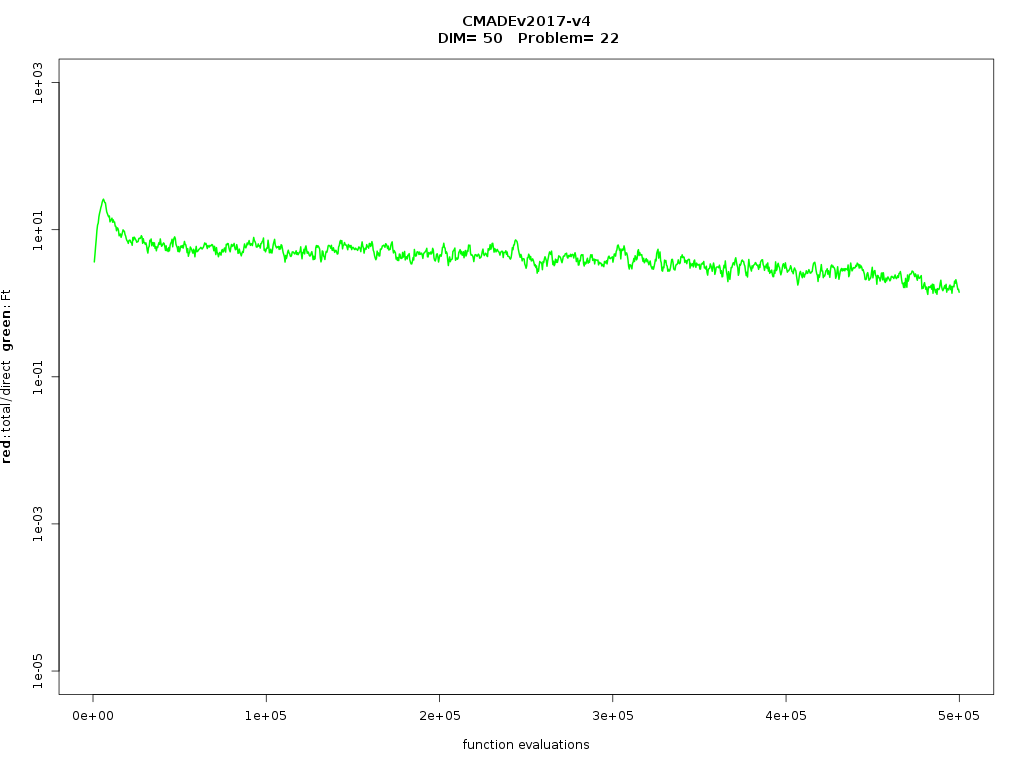 CMADEv2017-v4
DIM= 50   Problem= 22
1e+03
1e+01
1e-01
1e-03
1e-05
red:total/direct green:Ft
0e+00
1e+05
2e+05
3e+05
4e+05
5e+05
function evaluations